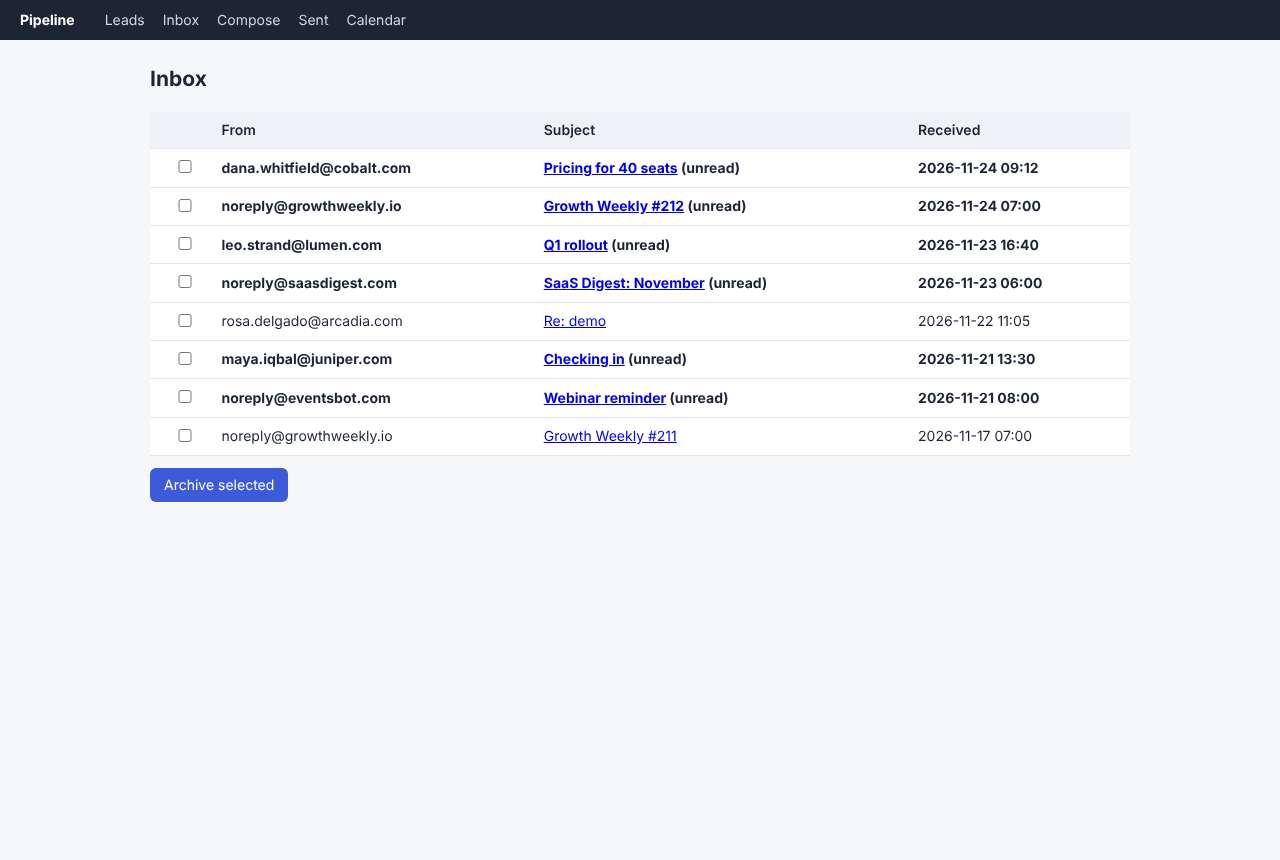 Pipeline Leads Inbox Compose Sent Calendar
Inbox
From Subject Received
dana.whitfield@cobalt.com Pricing for 40 seats (unread) 2026-11-24 09:12
noreply@growthweekly.io Growth Weekly #212 (unread) 2026-11-24 07:00
leo.strand@lumen.com Q1 rollout (unread) 2026-11-23 16:40
noreply@saasdigest.com SaaS Digest: November (unread) 2026-11-23 06:00
rosa.delgado@arcadia.com Re: demo 2026-11-22 11:05
maya.iqbal@juniper.com Checking in (unread) 2026-11-21 13:30
noreply@eventsbot.com Webinar reminder (unread) 2026-11-21 08:00
noreply@growthweekly.io Growth Weekly #211 2026-11-17 07:00
Archive selected